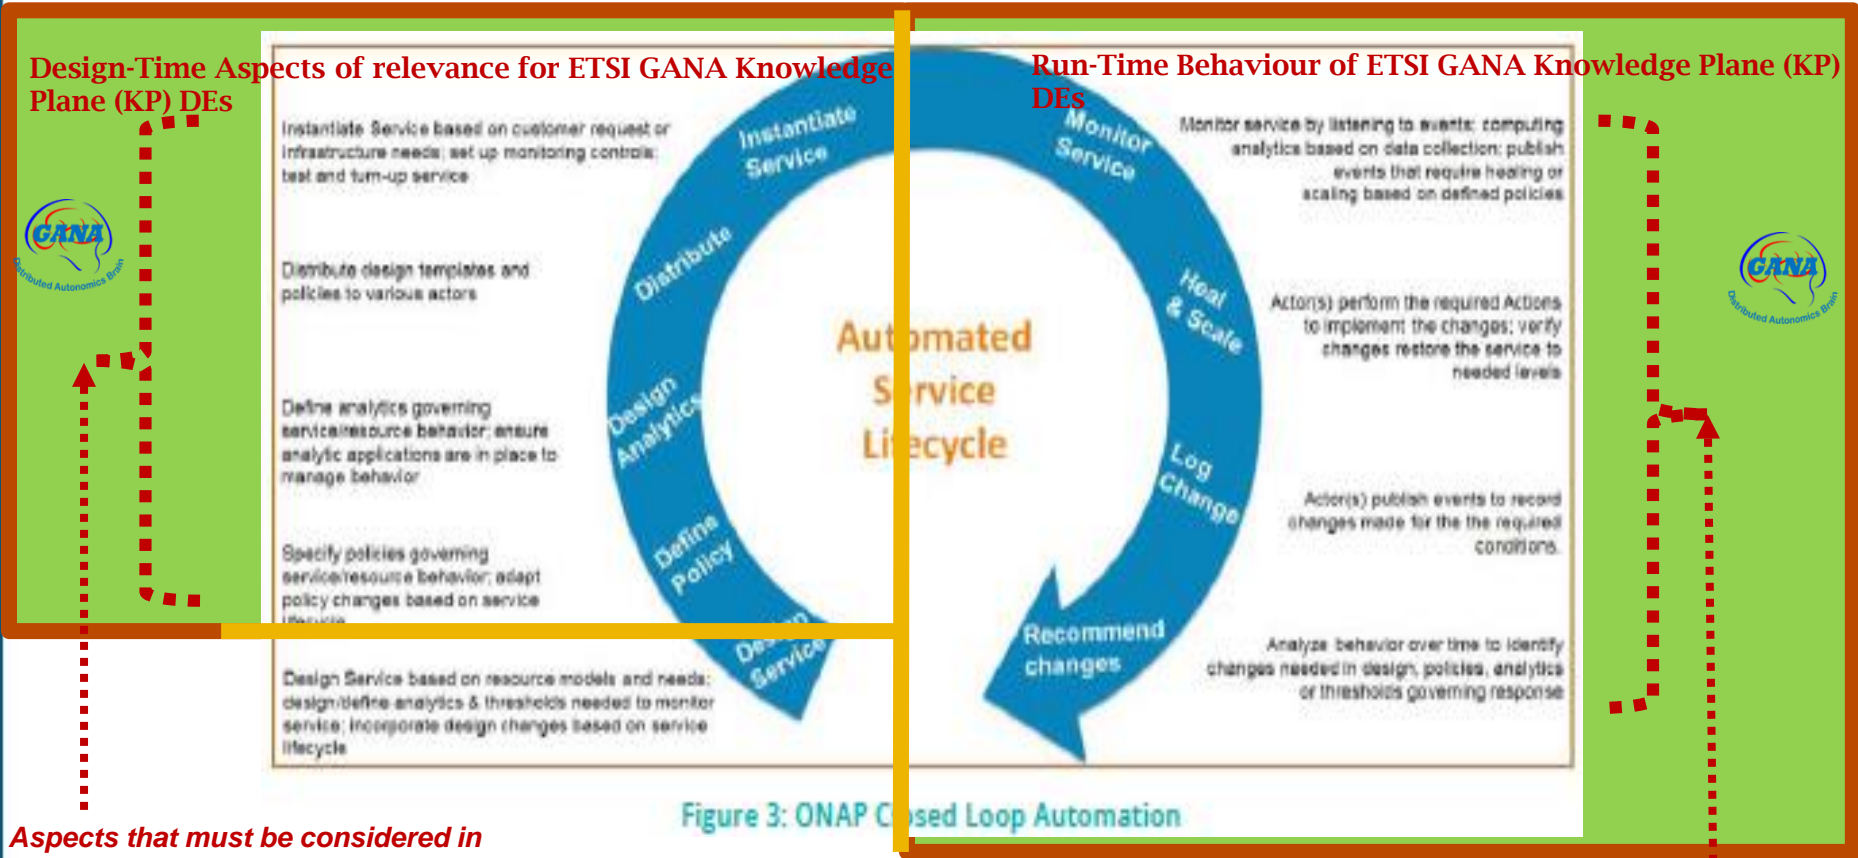 Design-Time Aspects of relevance for ETSI GANA Knowledge
Plane (KP) DEs
Run-Time Behaviour of ETSI GANA Knowledge Plane (KP)
DEs
GANA
Distributed Autonomics Brain
Instantiate Service based on customer request or
infrastructure needs; set up monitoring controls;
test and turn-up service
Distribute design templates and
policies to various actors
Define analytics governing
service/resource behavior; ensure
analytic applications are in place to
manage behavior
Specify policies governing
service/resource behavior; adapt
policy changes based on service
lifecycle
Design Service based on resource models and needs;
design/define analytics & thresholds needed to monitor
service; incorporate design changes based on service
lifecycle
Instantiate
Service
Distribute
Design
Analytics
Define
Policy
Design
Service
Automated
Service
Lifecycle
Monitor
Service
Heal
& Scale
Log
Change
Recommend
changes
Monitor service by listening to events; computing
analytics based on data collection; publish
events that require healing or
scaling based on defined policies
Actor(s) perform the required Actions
to implement the changes; verify
changes restore the service to
needed levels
Actor(s) publish events to record
changes made for the the required
conditions.
Analyze behavior over time to identify
changes needed in design, policies, analytics
or thresholds governing response
GANA
Distributed Autonomics Brain
Figure 3: ONAP Closed Loop Automation
Aspects that must be considered in